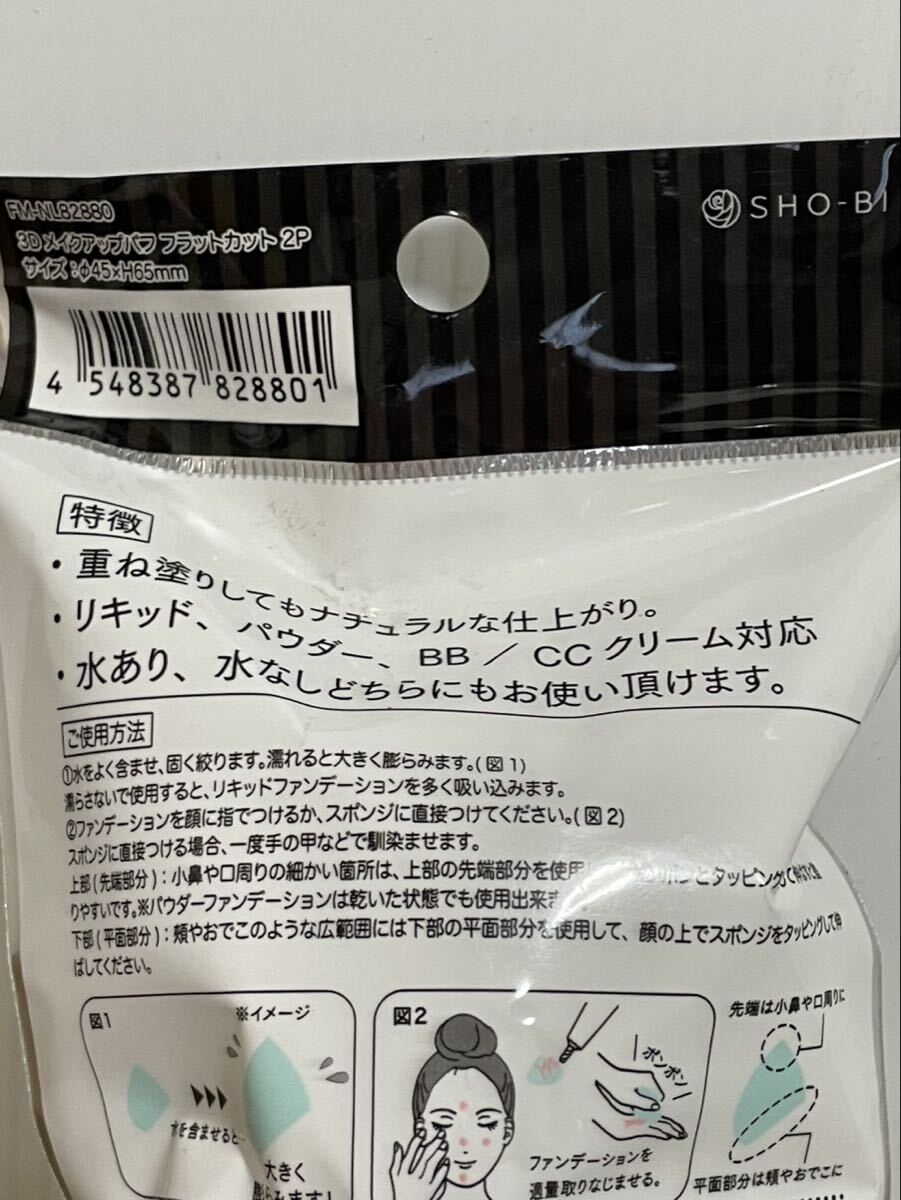 FM-NL82880
3D メイクアップパフ フラットカット 2P
サイズ：φ45×H65mm
SHO-BI
4 548387 828801
特徴
・重ね塗りしてもナチュラルな仕上がり。
・リキッド、パウダー、BB／CCクリーム対応
・水あり、水なしどちらにもお使い頂けます。
ご使用方法
①水をよく含ませ、固く絞ります。濡れると大きく膨らみます。(図1)
濡らさないで使用すると、リキッドファンデーションを多く吸い込みます。
②ファンデーションを顔に指でつけるか、スポンジに直接つけてください。(図2)
スポンジに直接つける場合、一度手の甲などで馴染ませます。
上部(先端部分)：小鼻や口周りの細かい箇所は、上部の先端部分を使用し とタッピング
りやすいです。※パウダーファンデーションは乾いた状態でも使用出来ま
下部(平面部分)：頬やおでこのような広範囲には下部の平面部分を使用して、顔の上でスポンジをタッピングして伸
ばしてください。
図1
※イメージ
水を含ませると…
大きく
膨らみます!
図2
ポンポン
ファンデーションを
適量取りなじませる。
先端は小鼻や口周りに
平面部分は頬やおでこに